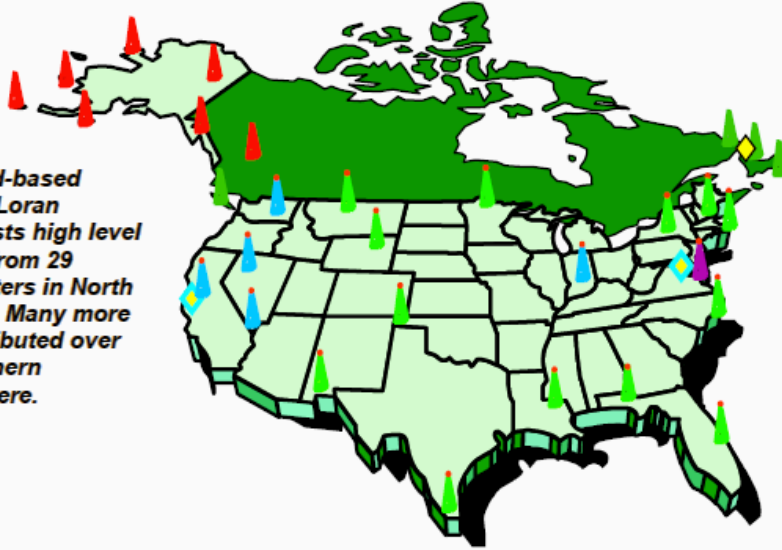 -based
Loran
sts high level
rom 29
ers in North
Many more
buted over
hern
ere.